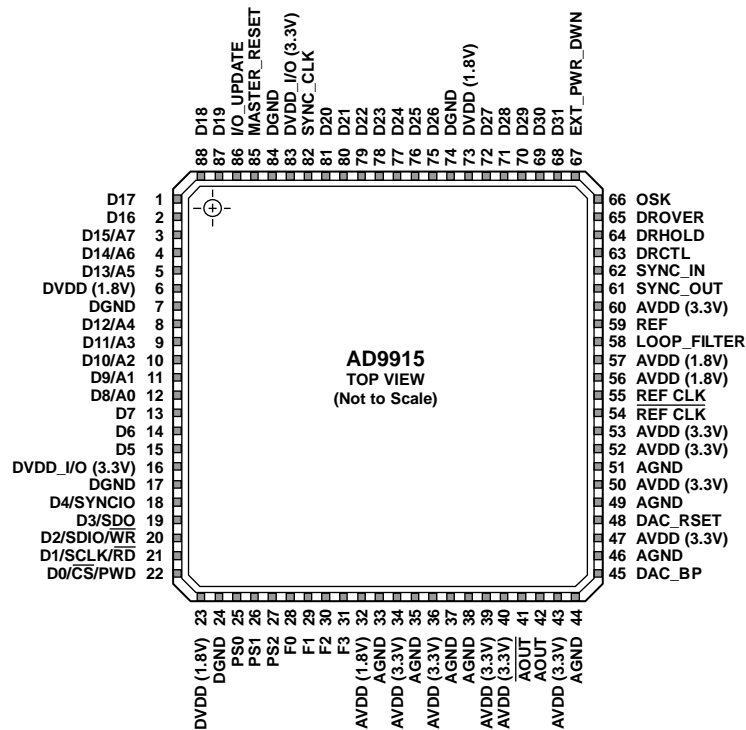 D18
D19
I/O_UPDATE
MASTER_RESET
DGND
DVDD_I/O (3.3V)
SYNC_CLK
D20
D21
D22
D23
D24
D25
D26
DGND
DVDD (1.8V)
D27
D28
D29
D30
D31
EXT_PWR_DWN
88
87
86
85
84
83
82
81
80
79
78
77
76
75
74
73
72
71
70
69
68
67
D17 1
D16 2
D15/A7 3
D14/A6 4
D13/A5 5
DVDD (1.8V) 6
DGND 7
D12/A4 8
D11/A3 9
D10/A2 10
D9/A1 11
D8/A0 12
D7 13
D6 14
D5 15
DVDD_I/O (3.3V) 16
DGND 17
D4/SYNCIO 18
D3/SDO 19
D2/SDIO/WR 20
D1/SCLK/RD 21
D0/CS/PWD 22
AD9915
TOP VIEW
(Not to Scale)
66 OSK
65 DROVER
64 DRHOLD
63 DRCTL
62 SYNC_IN
61 SYNC_OUT
60 AVDD (3.3V)
59 REF
58 LOOP_FILTER
57 AVDD (1.8V)
56 AVDD (1.8V)
55 REF CLK
54 REF CLK
53 AVDD (3.3V)
52 AVDD (3.3V)
51 AGND
50 AVDD (3.3V)
49 AGND
48 DAC_RSET
47 AVDD (3.3V)
46 AGND
45 DAC_BP
23
24
25
26
27
28
29
30
31
32
33
34
35
36
37
38
39
40
41
42
43
44
DVDD (1.8V)
DGND
PS0
PS1
PS2
F0
F1
F2
F3
AVDD (1.8V)
AGND
AVDD (3.3V)
AGND
AVDD (3.3V)
AGND
AGND
AVDD (3.3V)
AVDD (3.3V)
AOUT
AOUT
AVDD (3.3V)
AGND